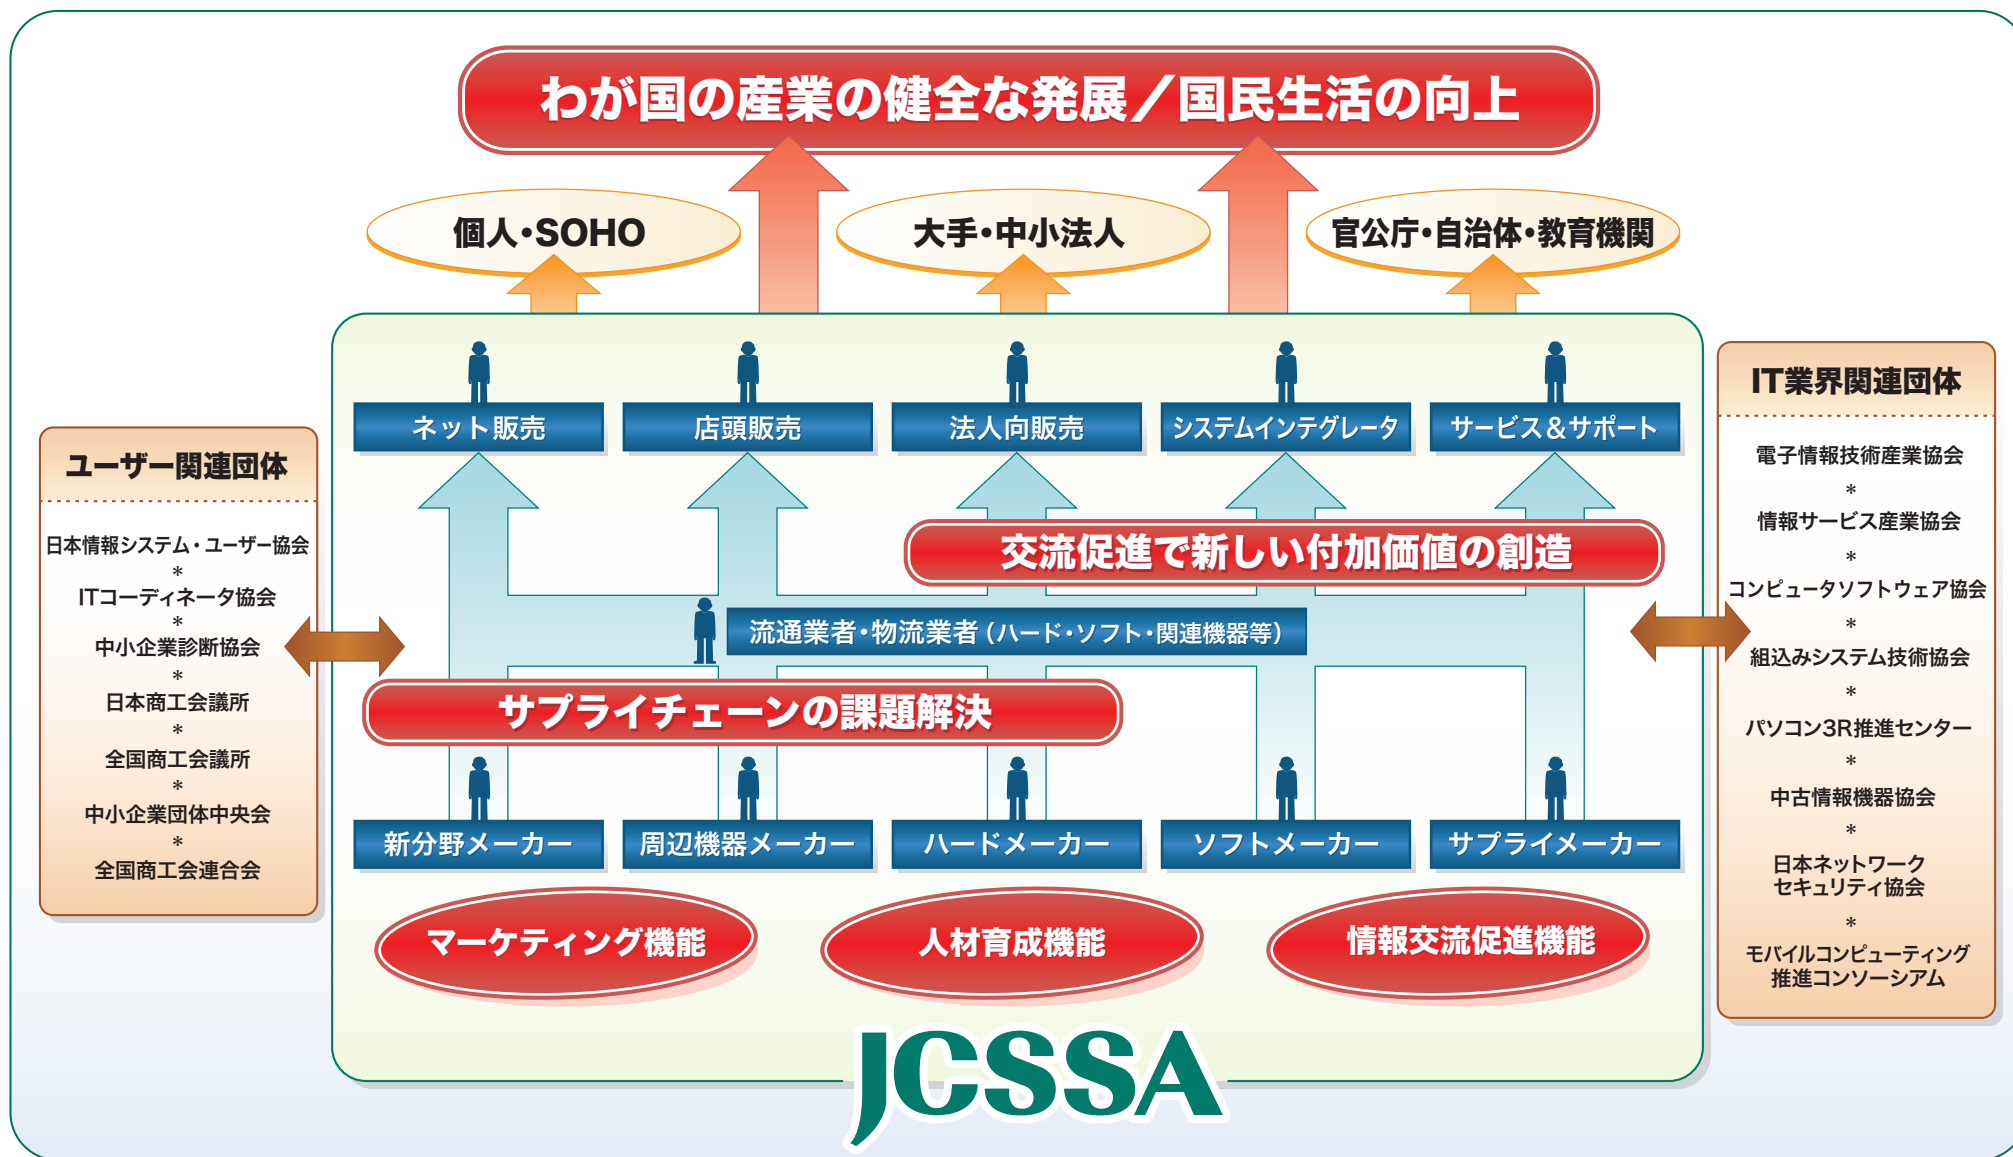 わが国の産業の健全な発展／国民生活の向上
個人・SOHO
大手・中小法人
官公庁・自治体・教育機関
ネット販売
店頭販売
法人向販売
システムインテグレータ
サービス＆サポート
交流促進で新しい付加価値の創造
流通業者・物流業者（ハード・ソフト・関連機器等）
サプライチェーンの課題解決
新分野メーカー
周辺機器メーカー
ハードメーカー
ソフトメーカー
サプライメーカー
マーケティング機能
人材育成機能
情報交流促進機能
JCSSA
ユーザー関連団体
日本情報システム・ユーザー協会
*
ITコーディネータ協会
*
中小企業診断協会
*
日本商工会議所
*
全国商工会議所
*
中小企業団体中央会
*
全国商工会連合会
IT業界関連団体
電子情報技術産業協会
*
情報サービス産業協会
*
コンピュータソフトウェア協会
*
組込みシステム技術協会
*
パソコン3R推進センター
*
中古情報機器協会
*
日本ネットワーク
セキュリティ協会
*
モバイルコンピューティング
推進コンソーシアム